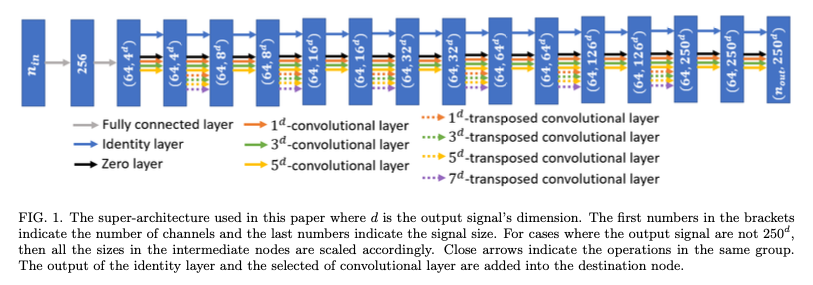 n_in
256
(64, 4^d)
(64, 4^d)
(64, 8^d)
(64, 8^d)
(64, 16^d)
(64, 16^d)
(64, 32^d)
(64, 32^d)
(64, 64^d)
(64, 64^d)
(64, 126^d)
(64, 126^d)
(64, 250^d)
(64, 250^d)
(n_out, 250^d)
Fully connected layer
Identity layer
Zero layer
1^d-convolutional layer
3^d-convolutional layer
5^d-convolutional layer
1^d-transposed convolutional layer
3^d-transposed convolutional layer
5^d-transposed convolutional layer
7^d-transposed convolutional layer
FIG. 1. The super-architecture used in this paper where d is the output signal's dimension. The first numbers in the brackets
indicate the number of channels and the last numbers indicate the signal size. For cases where the output signal are not 250^d,
then all the sizes in the intermediate nodes are scaled accordingly. Close arrows indicate the operations in the same group.
The output of the identity layer and the selected of convolutional layer are added into the destination node.